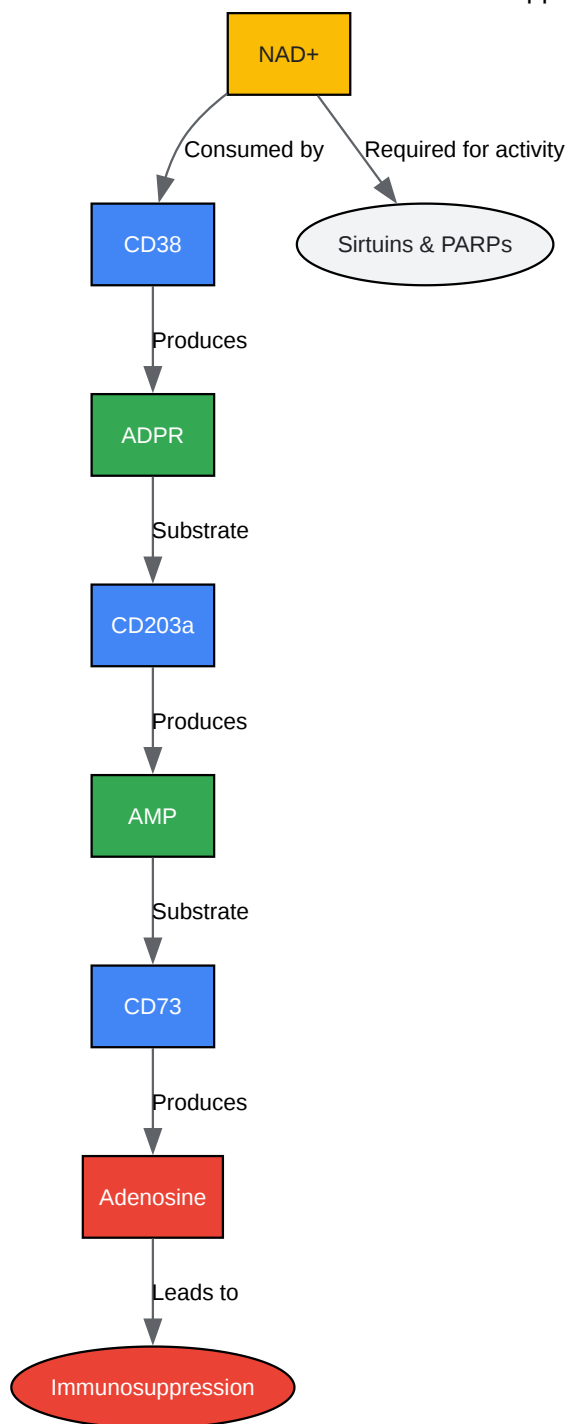 NAD+
Consumed by
Required for activity
CD38
Sirtuins & PARPs
Produces
ADPR
Substrate
CD203a
Produces
AMP
Substrate
CD73
Produces
Adenosine
Leads to
Immunosuppression